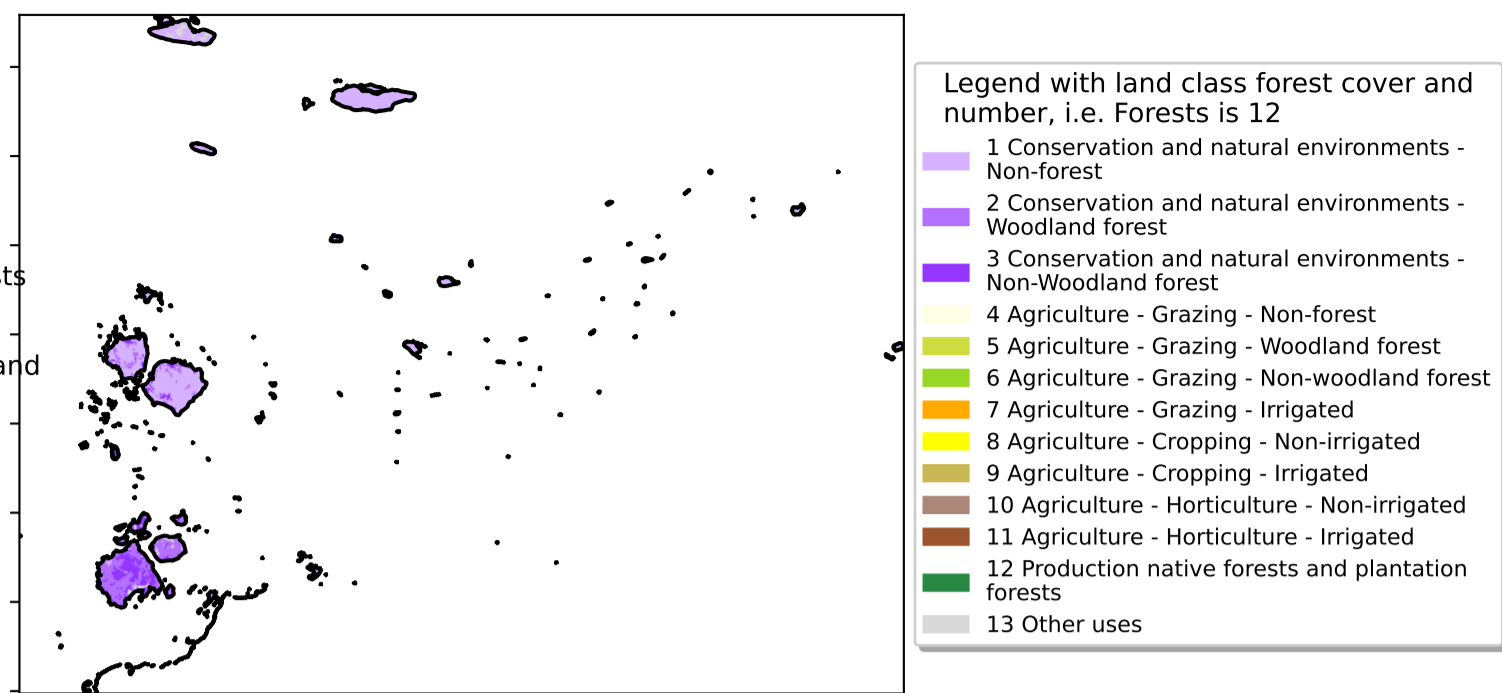 sts
and
Legend with land class forest cover and
number, i.e. Forests is 12
1 Conservation and natural environments -
Non-forest
2 Conservation and natural environments -
Woodland forest
3 Conservation and natural environments -
Non-Woodland forest
4 Agriculture - Grazing - Non-forest
5 Agriculture - Grazing - Woodland forest
6 Agriculture - Grazing - Non-woodland forest
7 Agriculture - Grazing - Irrigated
8 Agriculture - Cropping - Non-irrigated
9 Agriculture - Cropping - Irrigated
10 Agriculture - Horticulture - Non-irrigated
11 Agriculture - Horticulture - Irrigated
12 Production native forests and plantation
forests
13 Other uses